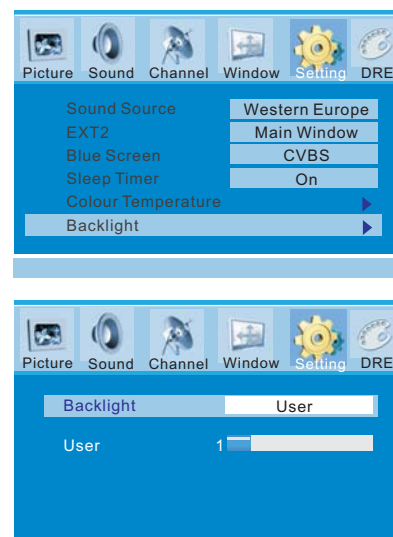 Picture Sound Channel Window Setting DRE
Sound Source Western Europe
EXT2 Main Window
Blue Screen CVBS
Sleep Timer On
Colour Temperature
Backlight
Picture Sound Channel Window Setting DRE
Backlight User
User 1